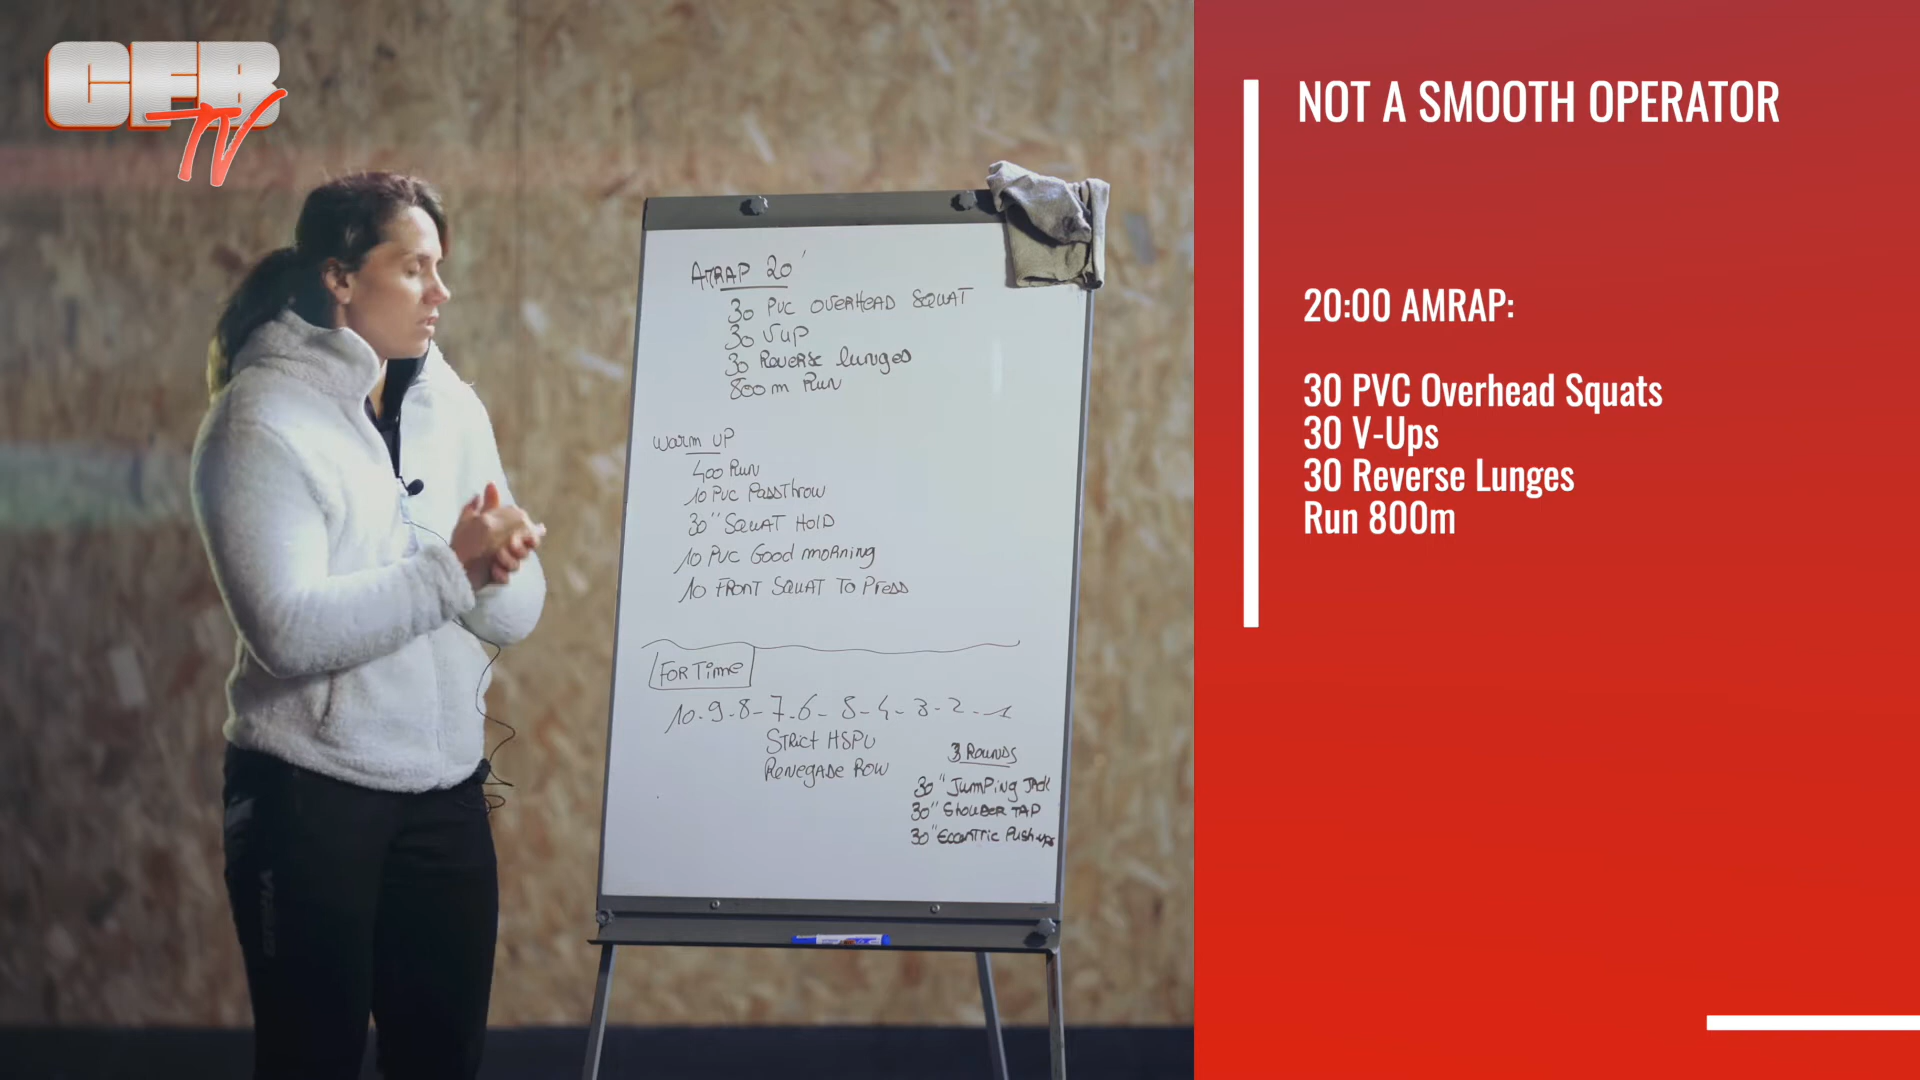 CFB
TV
AMRAP 20'
30 PVC OVERHEAD SQUAT
30 V UP
30 Reverse lunges
800 m Run
Warm UP
400 Run
10 PVC PassThrow
30" SQUAT HOLD
10 PVC Good morning
10 FRONT SQUAT TO PRESS
FOR Time
10-9-8-7-6-5-4-3-2-1
STRICT HSPU
RENEGADE ROW
3 ROUNDS
30" JUMPING JACK
30" SHOULDER TAP
30" ECCENTRIC Push-ups
NOT A SMOOTH OPERATOR
20:00 AMRAP:
30 PVC Overhead Squats
30 V-Ups
30 Reverse Lunges
Run 800m